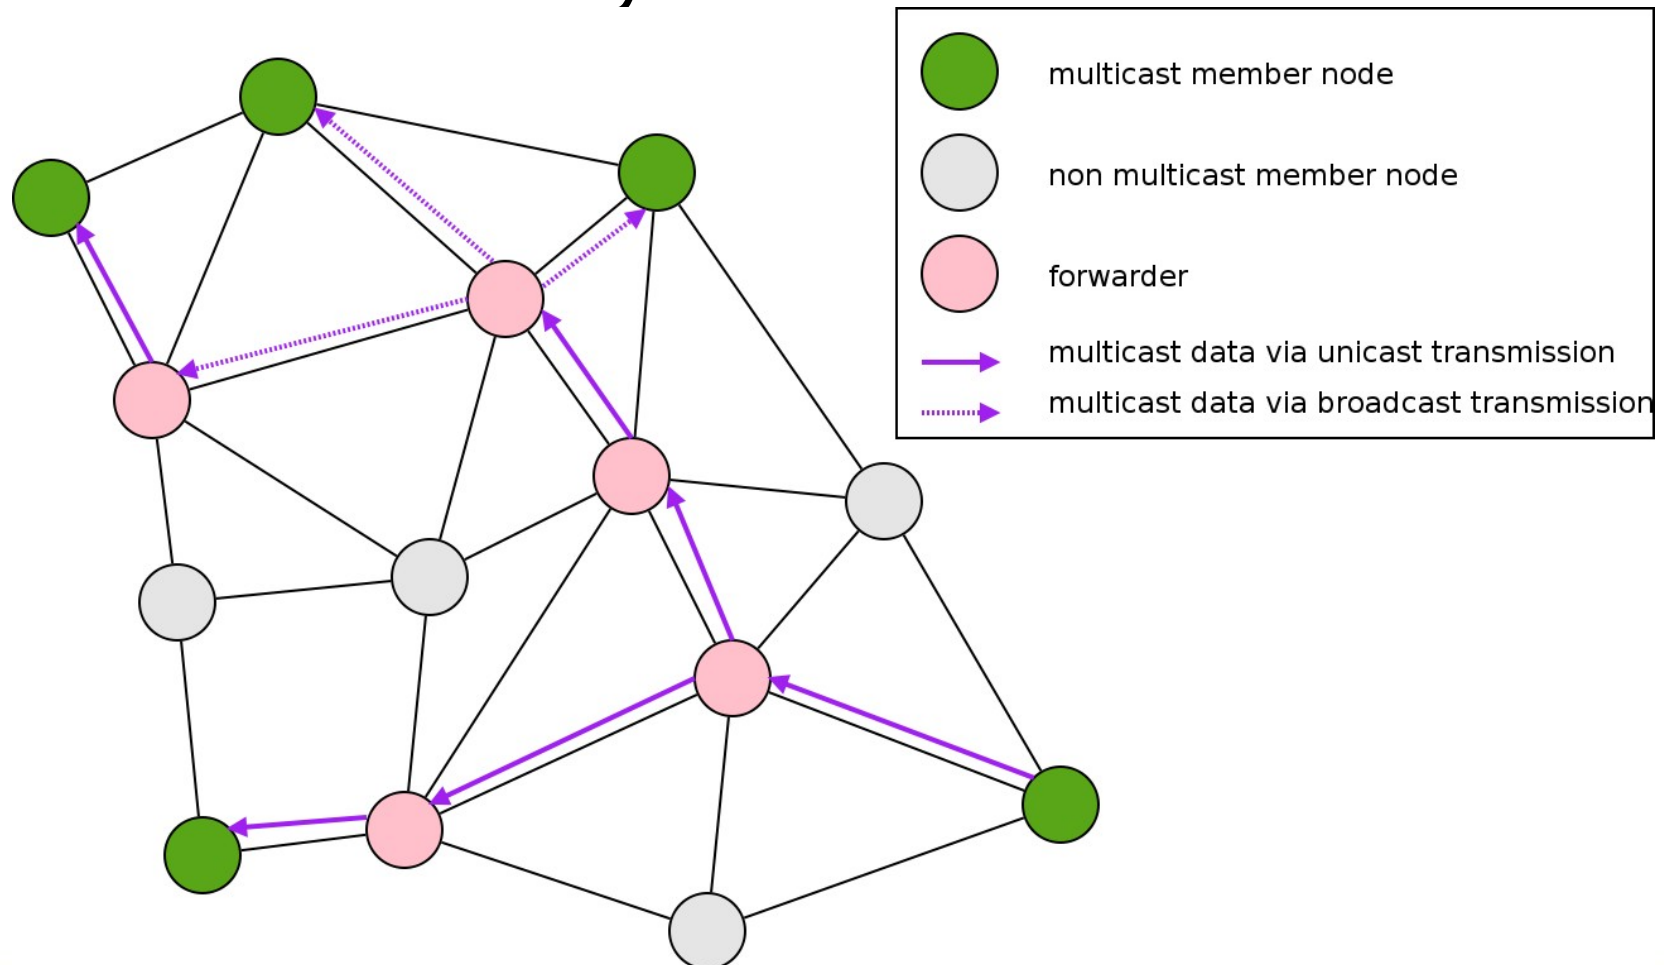 multicast member node
non multicast member node
forwarder
multicast data via unicast transmission
multicast data via broadcast transmission